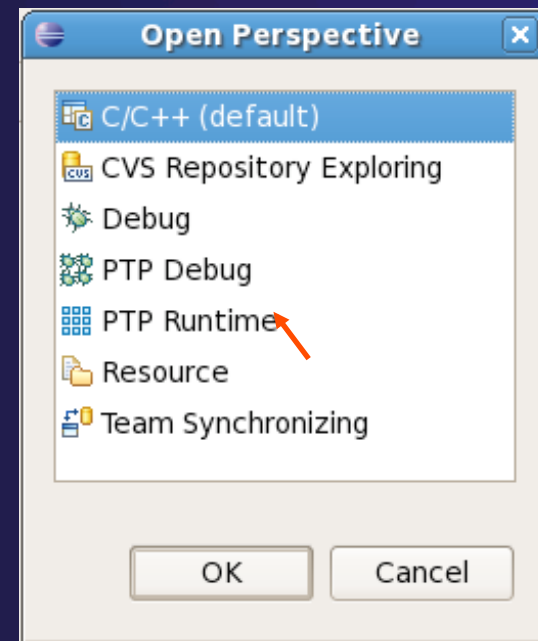 Open Perspective
C/C++ (default)
CVS Repository Exploring
Debug
PTP Debug
PTP Runtime
Resource
Team Synchronizing
OK Cancel